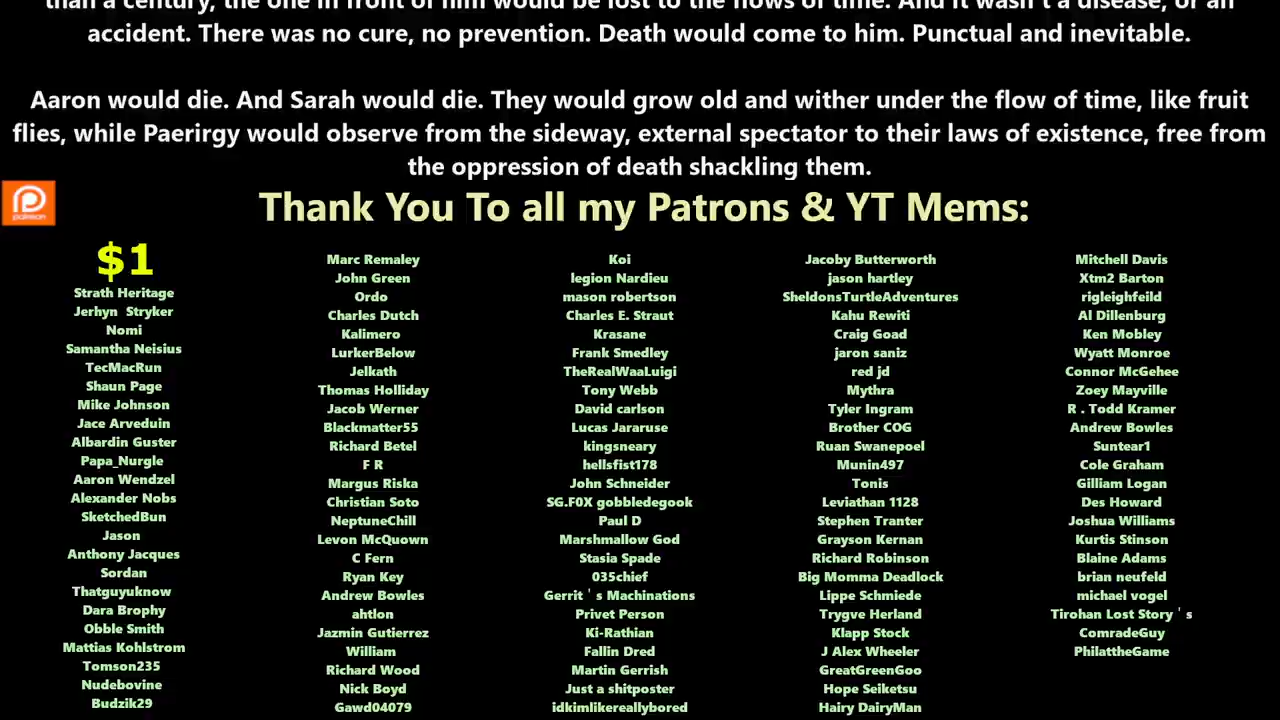 than a century, the one in front of him would be lost to the flows of time. And it wasn't a disease, or an
accident. There was no cure, no prevention. Death would come to him. Punctual and inevitable.
Aaron would die. And Sarah would die. They would grow old and wither under the flow of time, like fruit
flies, while Paerirgy would observe from the sideway, external spectator to their laws of existence, free from
the oppression of death shackling them.
patreon
Thank You To all my Patrons & YT Mems:
$1
Strath Heritage
Jerhyn Stryker
Nomi
Samantha Neisius
TecMacRun
Shaun Page
Mike Johnson
Jace Arveduin
Albardin Guster
Papa_Nurgle
Aaron Wendzel
Alexander Nobs
SketchedBun
Jason
Anthony Jacques
Sordan
Thatguyuknow
Dara Brophy
Obble Smith
Mattias Kohlstrom
Tomson235
Nudebovine
Budzik29
Marc Remaley
John Green
Ordo
Charles Dutch
Kalimero
LurkerBelow
Jelkath
Thomas Holliday
Jacob Werner
Blackmatter55
Richard Betel
F R
Margus Riska
Christian Soto
NeptuneChill
Levon McQuown
C Fern
Ryan Key
Andrew Bowles
ahtlon
Jazmin Gutierrez
William
Richard Wood
Nick Boyd
Gawd04079
Koi
legion Nardieu
mason robertson
Charles E. Straut
Krasane
Frank Smedley
TheRealWaaLuigi
Tony Webb
David carlson
Lucas Jararuse
kingsneary
hellsfist178
John Schneider
SG.F0X gobbledegook
Paul D
Marshmallow God
Stasia Spade
035chief
Gerrit ' s Machinations
Privet Person
Ki-Rathian
Fallin Dred
Martin Gerrish
Just a shitposter
idkimlikereallybored
Jacoby Butterworth
jason hartley
SheldonsTurtleAdventures
Kahu Rewiti
Craig Goad
jaron saniz
red jd
Mythra
Tyler Ingram
Brother COG
Ruan Swanepoel
Munin497
Tonis
Leviathan 1128
Stephen Tranter
Grayson Kernan
Richard Robinson
Big Momma Deadlock
Lippe Schmiede
Trygve Herland
Klapp Stock
J Alex Wheeler
GreatGreenGoo
Hope Seiketsu
Hairy DairyMan
Mitchell Davis
Xtm2 Barton
rigleighfeild
Al Dillenburg
Ken Mobley
Wyatt Monroe
Connor McGehee
Zoey Mayville
R . Todd Kramer
Andrew Bowles
Suntear1
Cole Graham
Gilliam Logan
Des Howard
Joshua Williams
Kurtis Stinson
Blaine Adams
brian neufeld
michael vogel
Tirohan Lost Story ' s
ComradeGuy
PhilattheGame